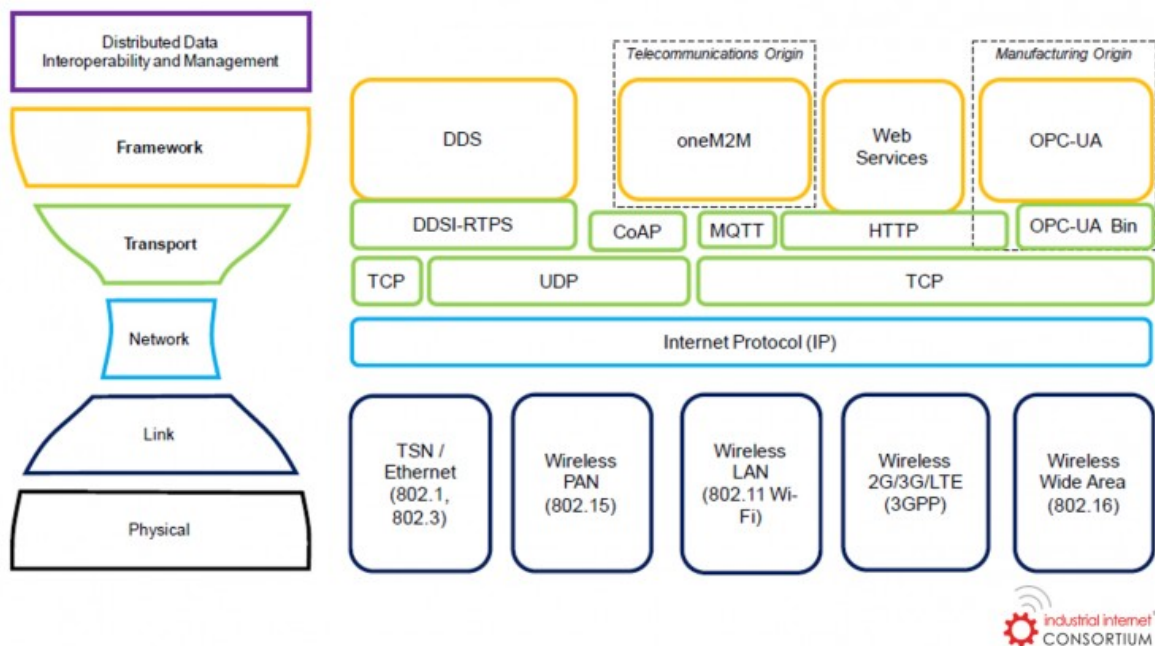 Distributed Data
Interoperability and Management
Framework
Transport
Network
Link
Physical
Telecommunications Origin
Manufacturing Origin
DDS
oneM2M
Web
Services
OPC-UA
DDSI-RTPS
CoAP
MQTT
HTTP
OPC-UA Bin
TCP
UDP
TCP
Internet Protocol (IP)
TSN /
Ethernet
(802.1,
802.3)
Wireless
PAN
(802.15)
Wireless
LAN
(802.11 Wi-
Fi)
Wireless
2G/3G/LTE
(3GPP)
Wireless
Wide Area
(802.16)
industrial internet
CONSORTIUM